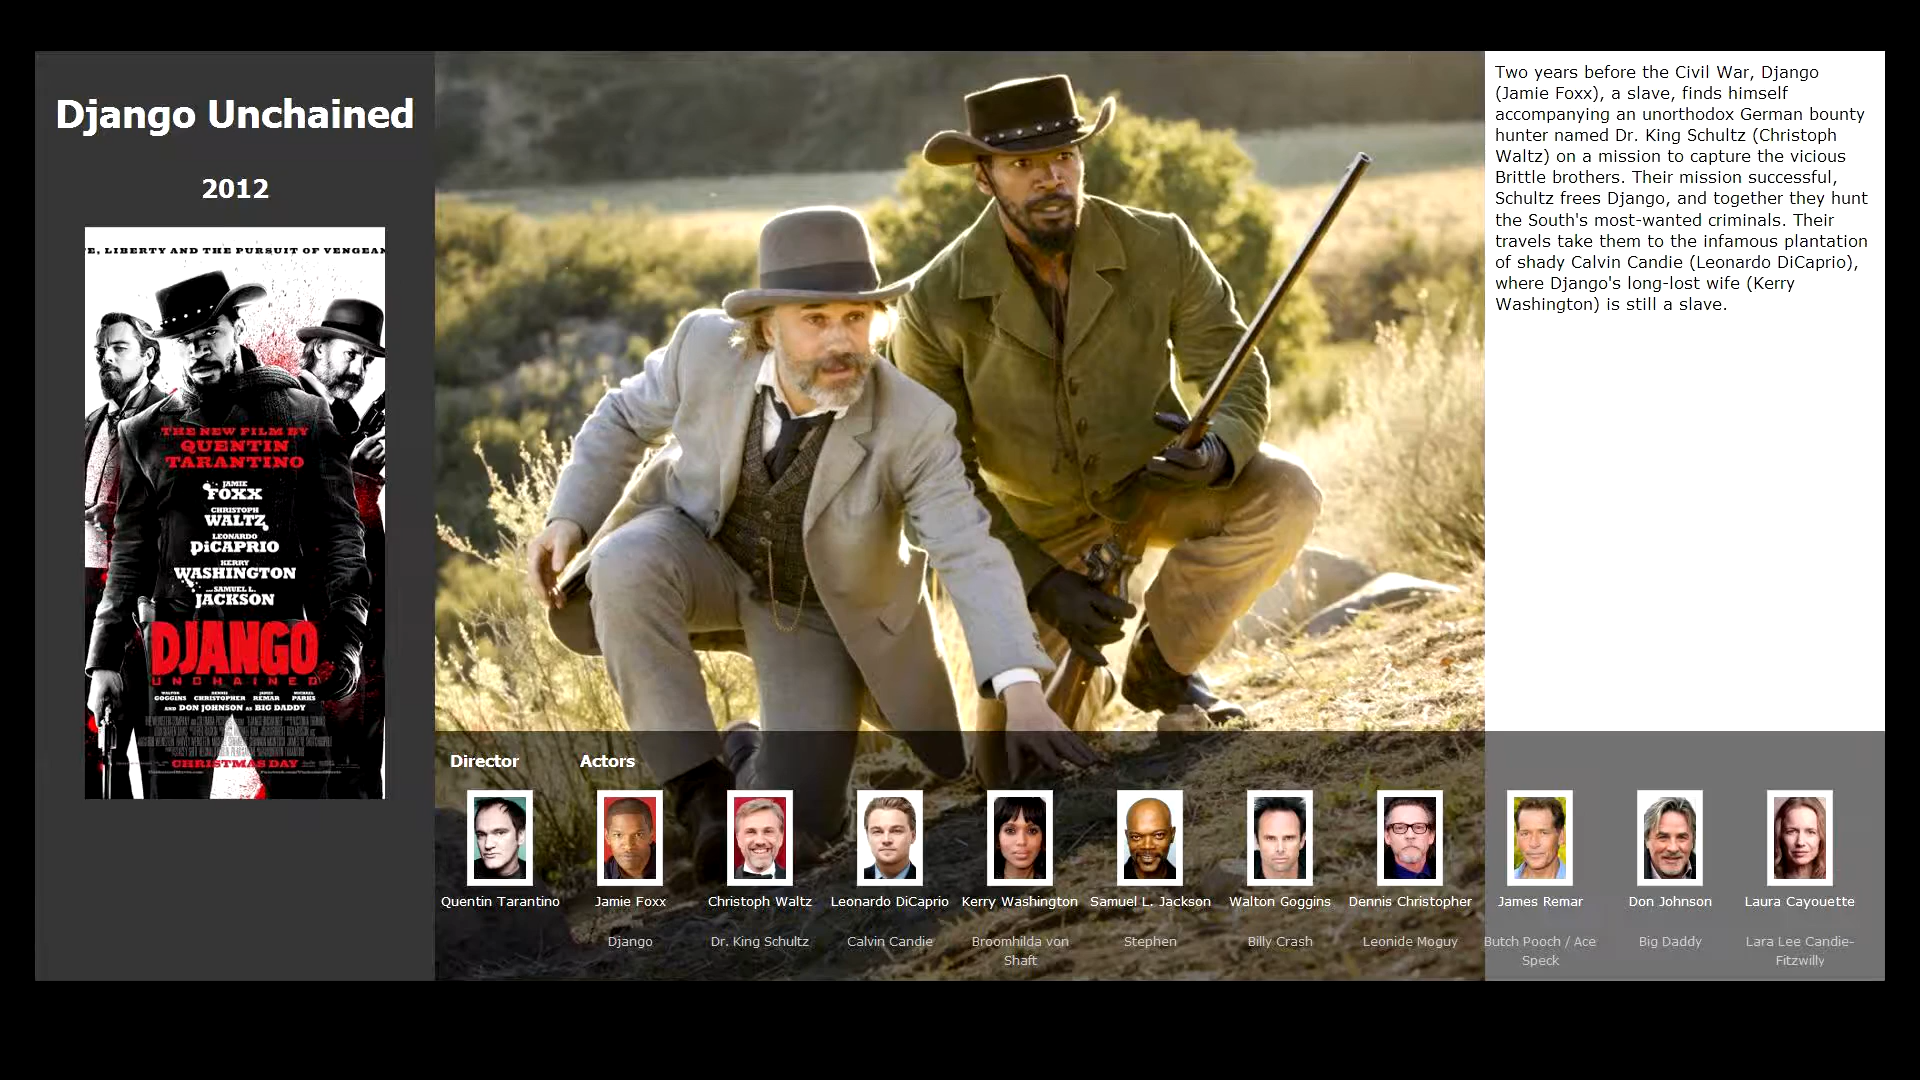 Django Unchained
2012
E, LIBERTY AND THE PURSUIT OF VENGEAN
THE NEW FILM BY
QUENTIN
TARANTINO
JAMIE
FOXX
CHRISTOPH
WALTZ
LEONARDO
DiCAPRIO
KERRY
WASHINGTON
SAMUEL L.
JACKSON
DJANGO
UNCHAINED
WALTON GOGGINS DENNIS CHRISTOPHER JAMES REMAR MICHAEL PARKS
AND DON JOHNSON AS BIG DADDY
CHRISTMAS DAY
Two years before the Civil War, Django
(Jamie Foxx), a slave, finds himself
accompanying an unorthodox German bounty
hunter named Dr. King Schultz (Christoph
Waltz) on a mission to capture the vicious
Brittle brothers. Their mission successful,
Schultz frees Django, and together they hunt
the South's most-wanted criminals. Their
travels take them to the infamous plantation
of shady Calvin Candie (Leonardo DiCaprio),
where Django's long-lost wife (Kerry
Washington) is still a slave.
Director Actors
Quentin Tarantino Jamie Foxx Christoph Waltz Leonardo DiCaprio Kerry Washington Samuel L. Jackson Walton Goggins Dennis Christopher James Remar Don Johnson Laura Cayouette
Django Dr. King Schultz Calvin Candie Broomhilda von Stephen Billy Crash Leonide Moguy Butch Pooch / Ace Big Daddy Lara Lee Candie-
Shaft Speck Fitzwilly